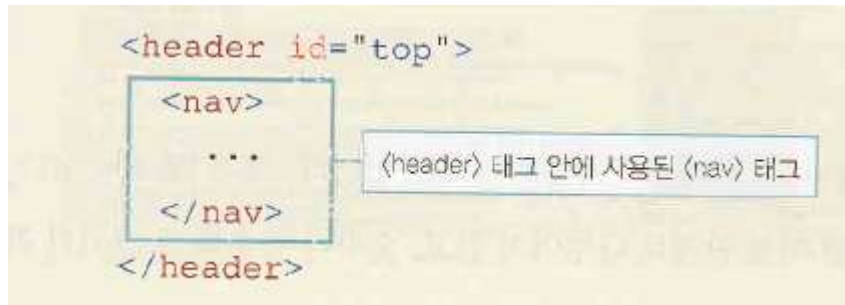 <header id="top">
<nav>
...
</nav>
</header>
〈header〉 태그 안에 사용된 〈nav〉 태그